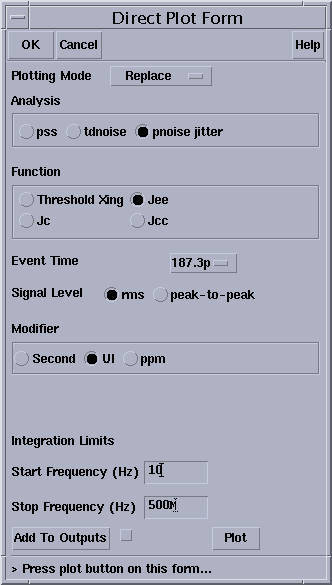 Direct Plot Form
OK Cancel Help
Plotting Mode Replace
Analysis
pss tdnoise pnoise jitter
Function
Threshold Xing Jee
Jc Jcc
Event Time 187.3p
Signal Level rms peak-to-peak
Modifier
Second UI ppm
Integration Limits
Start Frequency (Hz) 10
Stop Frequency (Hz) 500M
Add To Outputs Plot
> Press plot button on this form...